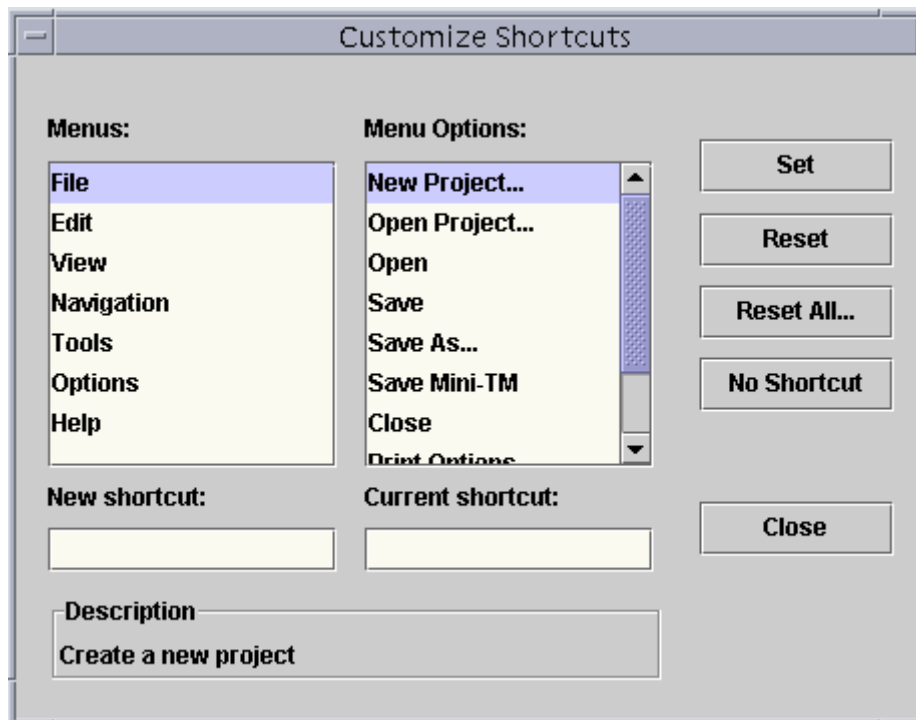 Customize Shortcuts
Menus:
File
Edit
View
Navigation
Tools
Options
Help
Menu Options:
New Project...
Open Project...
Open
Save
Save As...
Save Mini-TM
Close
Print Options
Set
Reset
Reset All...
No Shortcut
New shortcut:
Current shortcut:
Close
Description
Create a new project